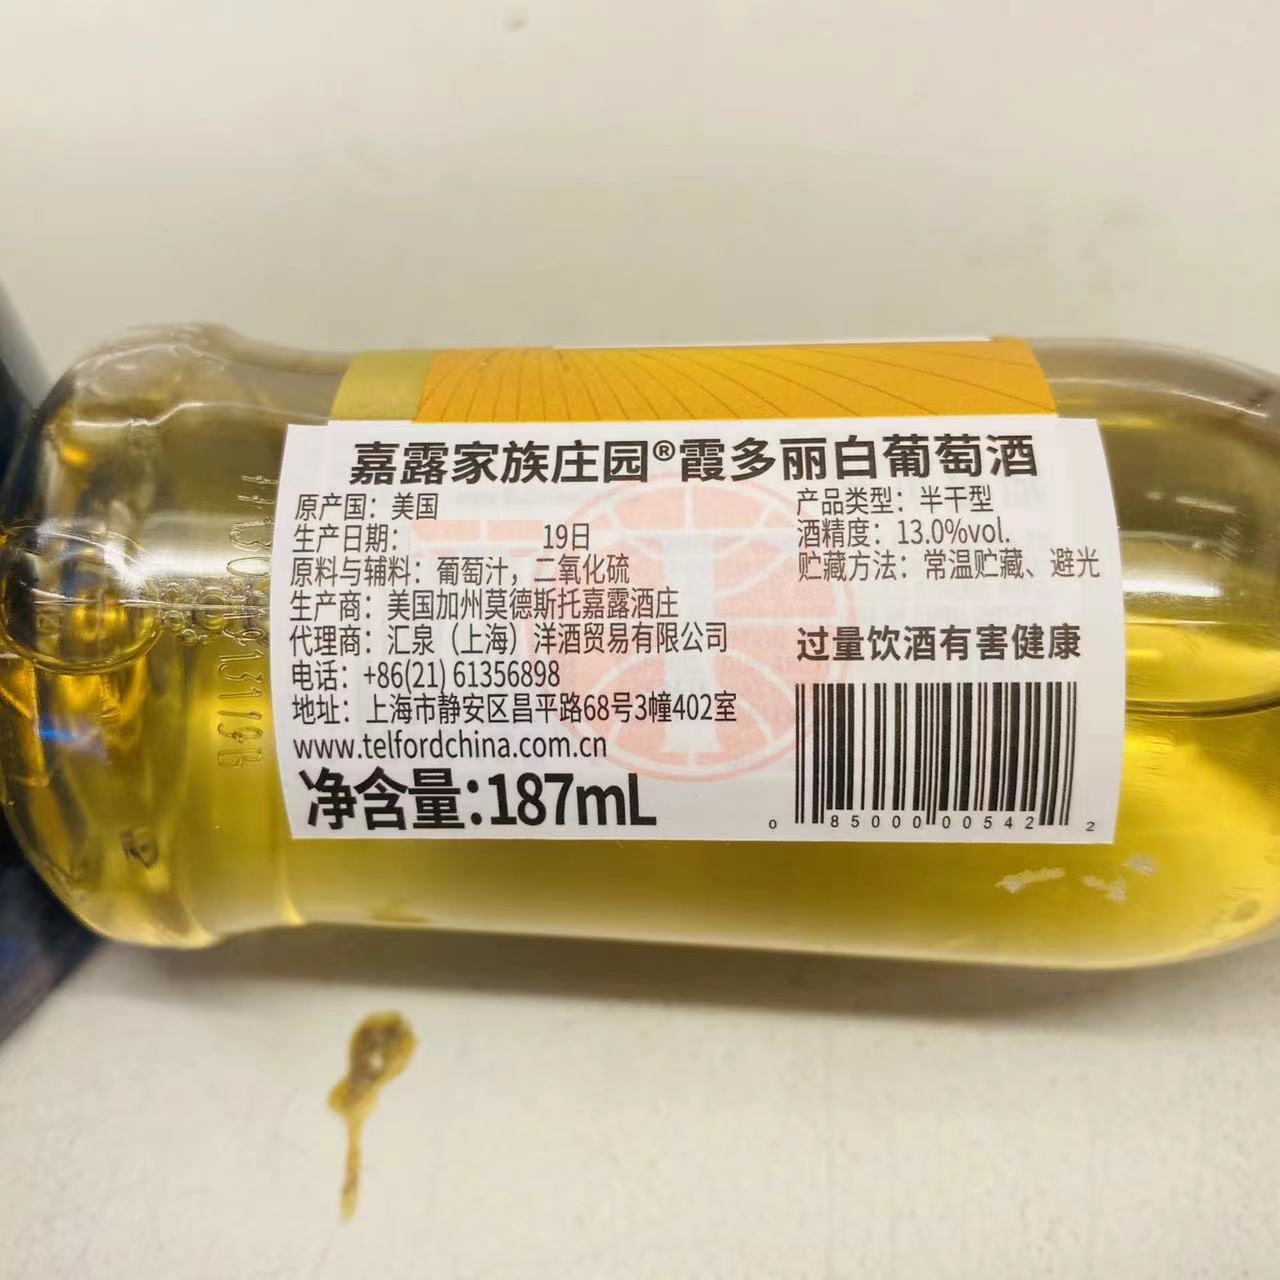 嘉露家族庄园®霞多丽白葡萄酒
原产国：美国
生产日期： 19日
原料与辅料：葡萄汁，二氧化硫
生产商：美国加州莫德斯托嘉露酒庄
代理商：汇泉（上海）洋酒贸易有限公司
电话：+86(21) 61356898
地址：上海市静安区昌平路68号3幢402室
www.telfordchina.com.cn
净含量:187mL
产品类型：半干型
酒精度：13.0%vol.
贮藏方法：常温贮藏、避光
过量饮酒有害健康
0 85000 00542 2